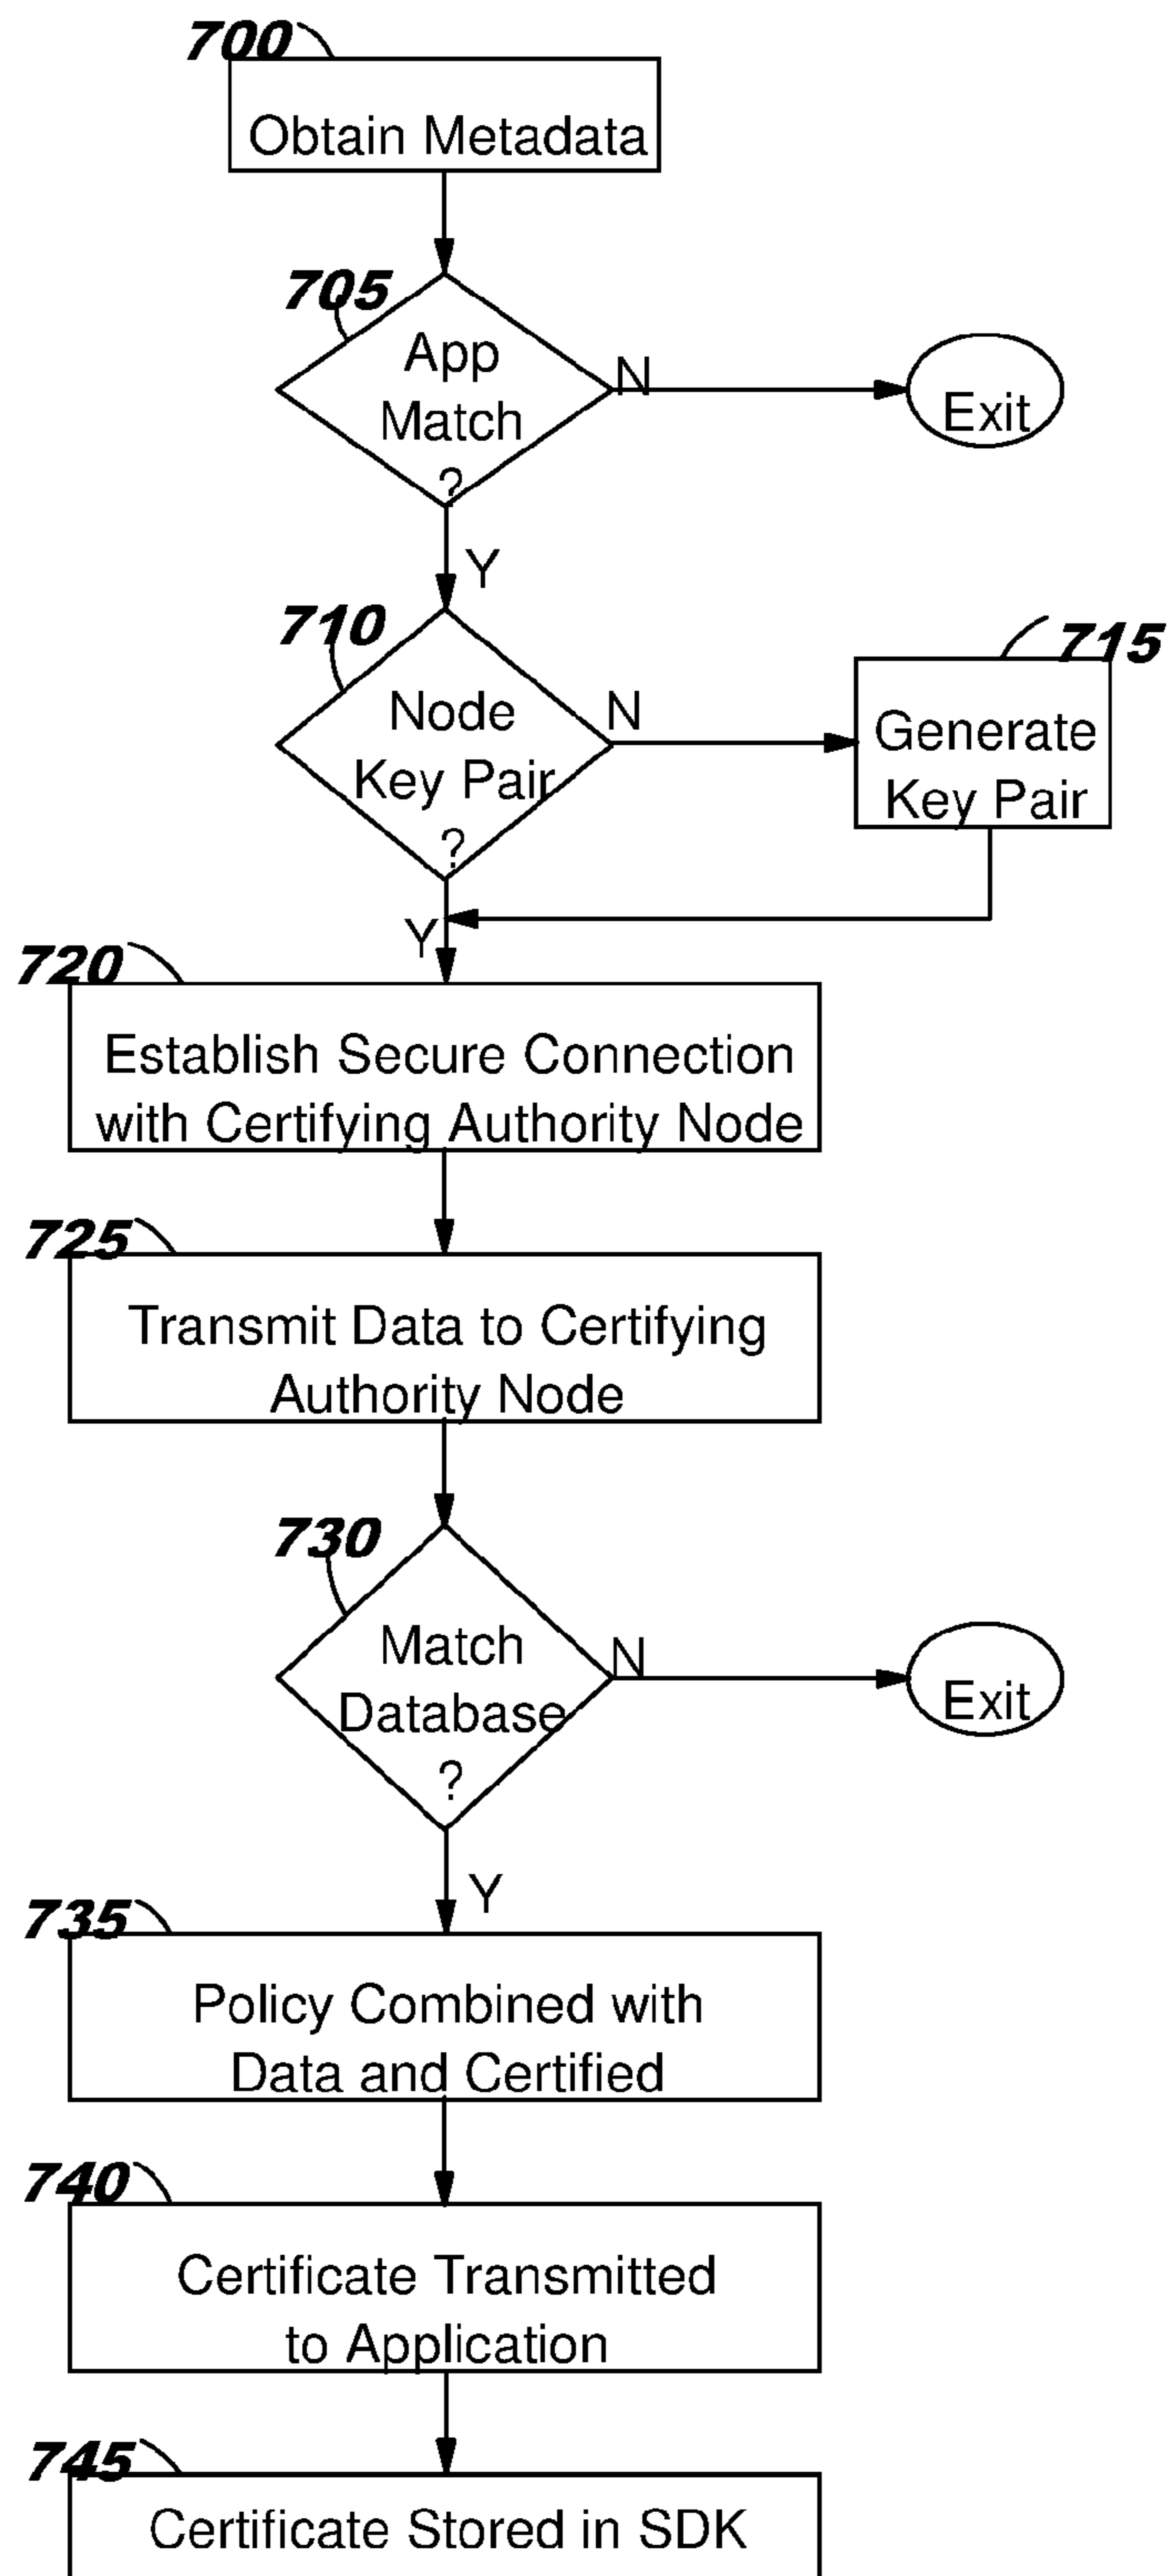 700
Obtain Metadata
705
App
Match
?
N
Exit
Y
710
Node
Key Pair
?
N
715
Generate
Key Pair
Y
720
Establish Secure Connection
with Certifying Authority Node
725
Transmit Data to Certifying
Authority Node
730
Match
Database
?
N
Exit
Y
735
Policy Combined with
Data and Certified
740
Certificate Transmitted
to Application
745
Certificate Stored in SDK